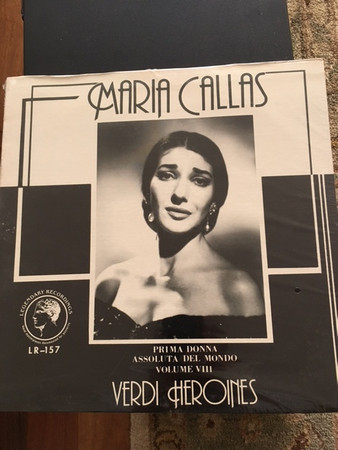 MARIA CALLAS
LEGENDARY RECORDINGS
LR-157
PRIMA DONNA
ASSOLUTA DEL MONDO
VOLUME VIII
VERDI HEROINES